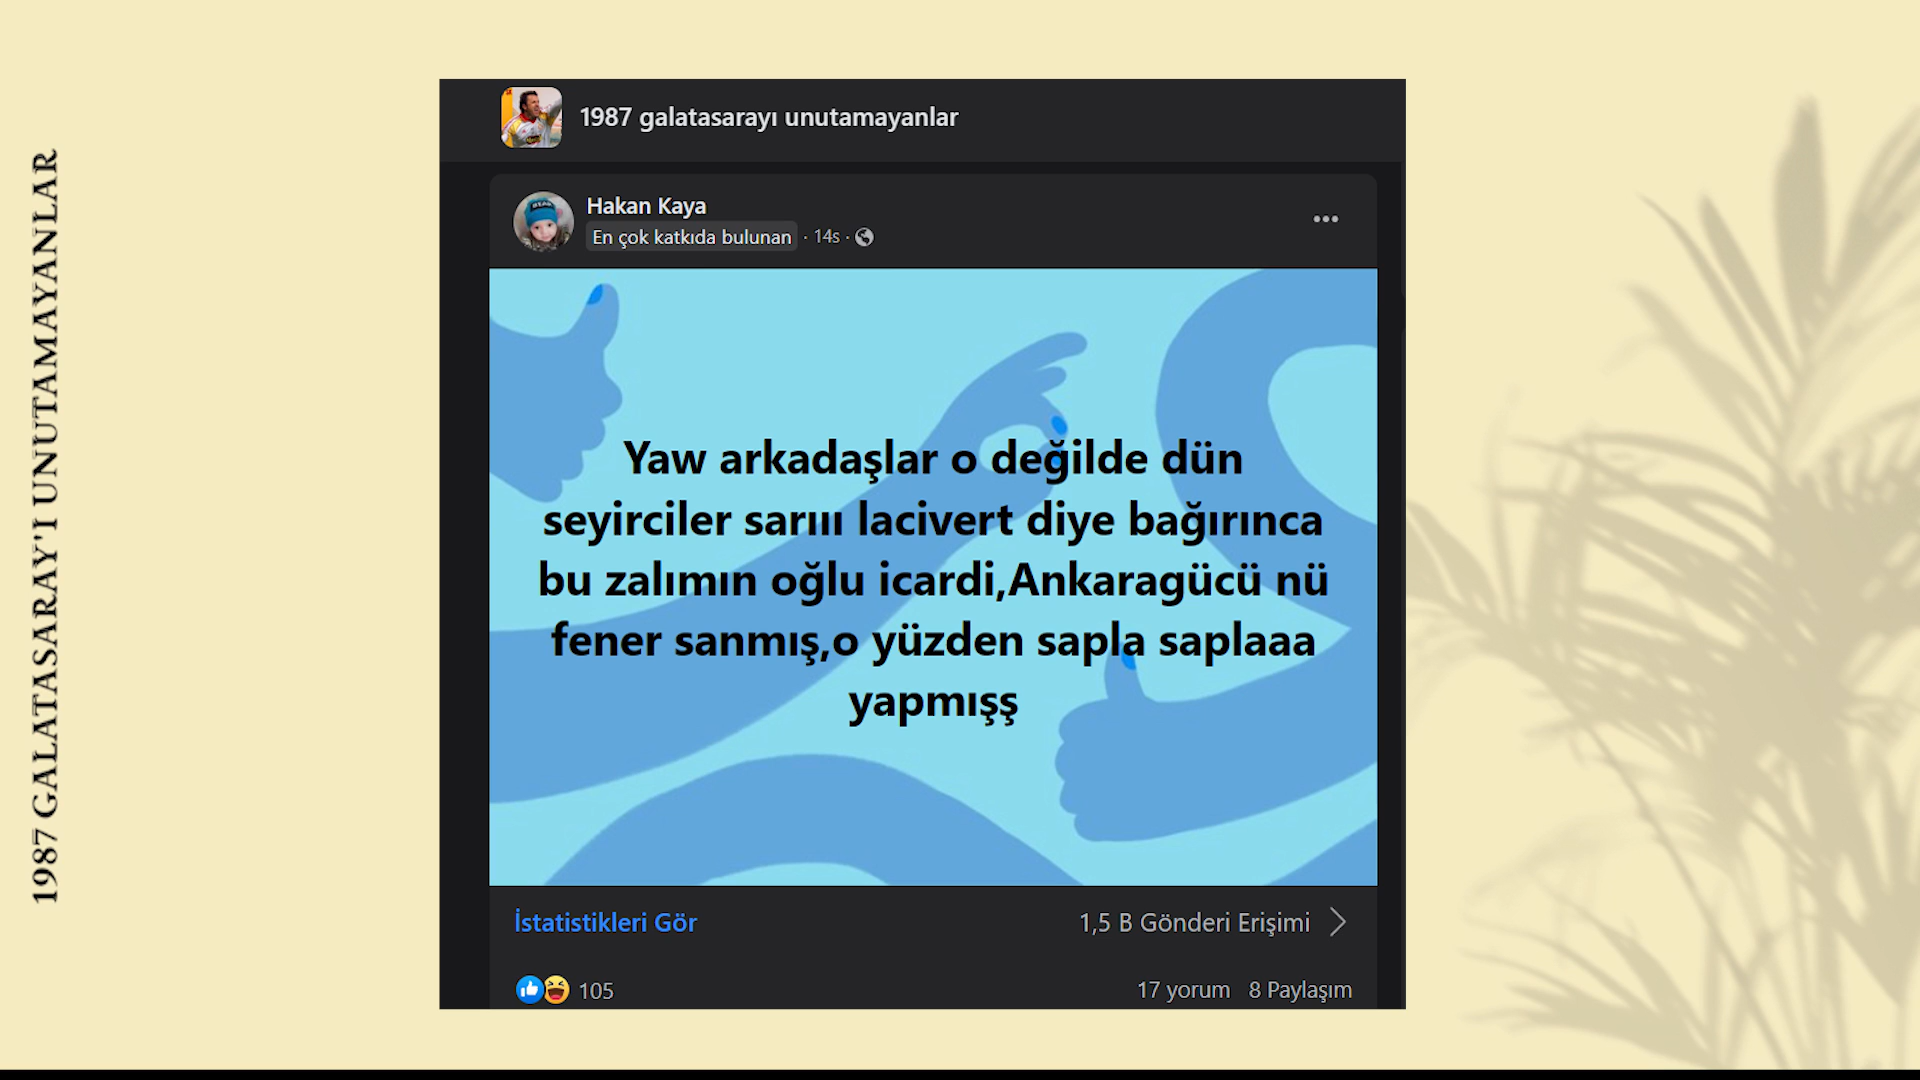 1987 GALATASARAY'I UNUTAMAYANLAR
1987 galatasarayı unutamayanlar
Hakan Kaya
En çok katkıda bulunan · 14s ·
Yaw arkadaşlar o değilde dün
seyirciler sarııı lacivert diye bağırınca
bu zalımın oğlu icardi,Ankaragücü nü
fener sanmış,o yüzden sapla saplaaa
yapmışş
İstatistikleri Gör
1,5 B Gönderi Erişimi
105
17 yorum 8 Paylaşım